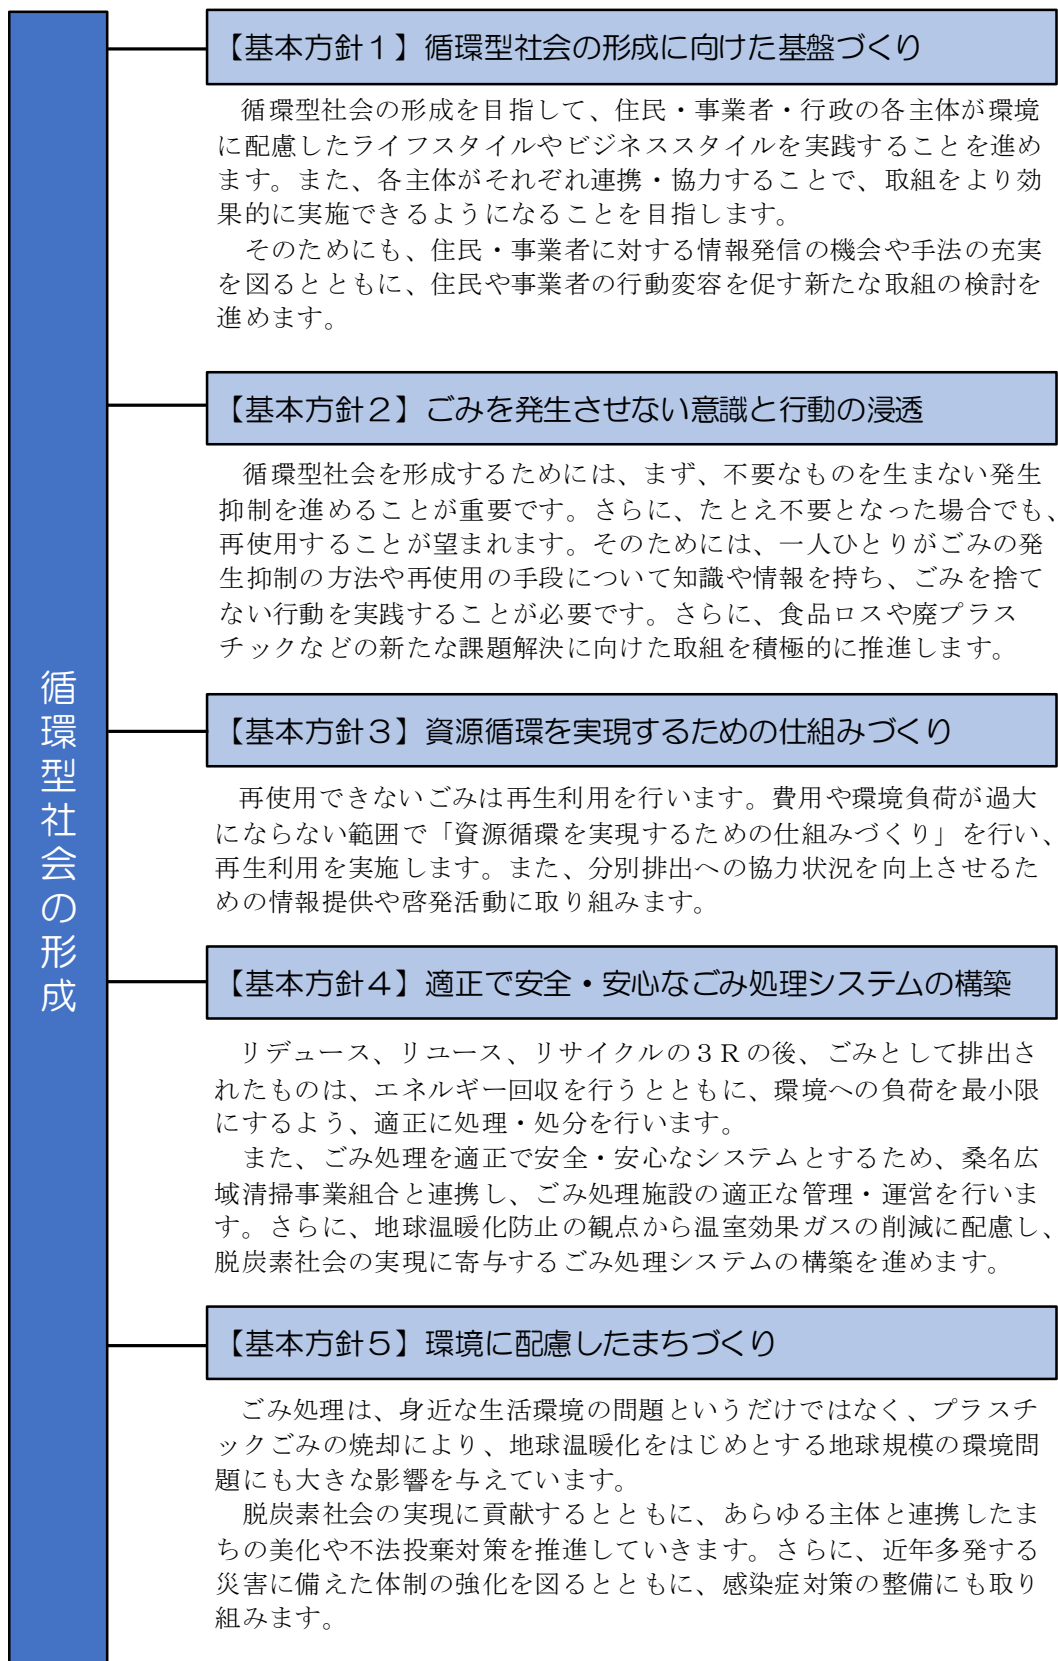 循環型社会の形成
【基本方針１】循環型社会の形成に向けた基盤づくり
循環型社会の形成を目指して、住民・事業者・行政の各主体が環境
に配慮したライフスタイルやビジネススタイルを実践することを進め
ます。また、各主体がそれぞれ連携・協力することで、取組をより効
果的に実施できるようになることを目指します。
そのためにも、住民・事業者に対する情報発信の機会や手法の充実
を図るとともに、住民や事業者の行動変容を促す新たな取組の検討を
進めます。
【基本方針２】ごみを発生させない意識と行動の浸透
循環型社会を形成するためには、まず、不要なものを生まない発生
抑制を進めることが重要です。さらに、たとえ不要となった場合でも、
再使用することが望まれます。そのためには、一人ひとりがごみの発
生抑制の方法や再使用の手段について知識や情報を持ち、ごみを捨て
ない行動を実践することが必要です。さらに、食品ロスや廃プラス
チックなどの新たな課題解決に向けた取組を積極的に推進します。
【基本方針３】資源循環を実現するための仕組みづくり
再使用できないごみは再生利用を行います。費用や環境負荷が過大
にならない範囲で「資源循環を実現するための仕組みづくり」を行い、
再生利用を実施します。また、分別排出への協力状況を向上させるた
めの情報提供や啓発活動に取り組みます。
【基本方針４】適正で安全・安心なごみ処理システムの構築
リデュース、リユース、リサイクルの３Ｒの後、ごみとして排出さ
れたものは、エネルギー回収を行うとともに、環境への負荷を最小限
にするよう、適正に処理・処分を行います。
また、ごみ処理を適正で安全・安心なシステムとするため、桑名広
域清掃事業組合と連携し、ごみ処理施設の適正な管理・運営を行いま
す。さらに、地球温暖化防止の観点から温室効果ガスの削減に配慮し、
脱炭素社会の実現に寄与するごみ処理システムの構築を進めます。
【基本方針５】環境に配慮したまちづくり
ごみ処理は、身近な生活環境の問題というだけではなく、プラスチ
ックごみの焼却により、地球温暖化をはじめとする地球規模の環境問
題にも大きな影響を与えています。
脱炭素社会の実現に貢献するとともに、あらゆる主体と連携したま
ちの美化や不法投棄対策を推進していきます。さらに、近年多発する
災害に備えた体制の強化を図るとともに、感染症対策の整備にも取り
組みます。